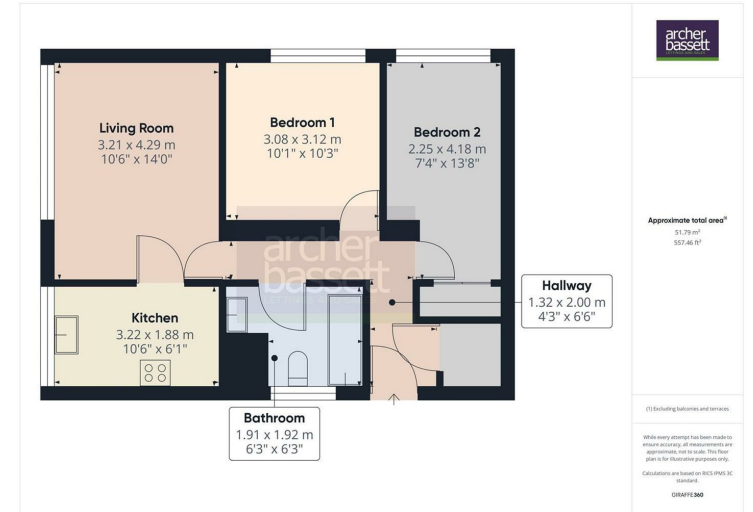 Living Room
3.21 x 4.29 m
10'6" x 14'0"
Bedroom 1
3.08 x 3.12 m
10'1" x 10'3"
Bedroom 2
2.25 x 4.18 m
7'4" x 13'8"
archer
bassett
Hallway
1.32 x 2.00 m
4'3" x 6'6"
Kitchen
3.22 x 1.88 m
10'6" x 6'1"
Bathroom
1.91 x 1.92 m
6'3" x 6'3"
archer
bassett
Approximate total area⁽¹⁾
51.79 m²
557.46 ft²
(1) Excluding balconies and terraces
While every attempt has been made to
ensure accuracy, all measurements are
approximate, not to scale. This floor
plan is for illustrative purposes only.
Calculations are based on RICS IPMS 3C
standard.
GIRAFFE360